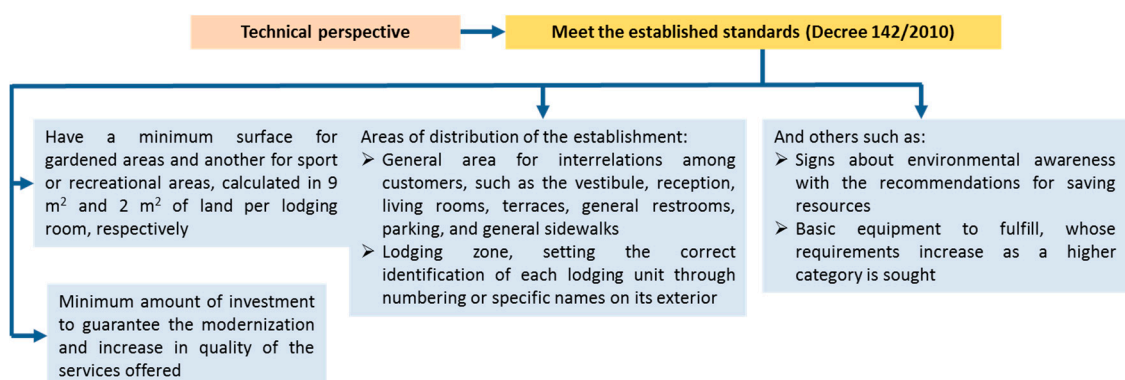 Technical perspective
Meet the established standards (Decree 142/2010)
Have a minimum surface for
gardened areas and another for sport
or recreational areas, calculated in 9
m² and 2 m² of land per lodging
room, respectively
Minimum amount of investment
to guarantee the modernization
and increase in quality of the
services offered
Areas of distribution of the establishment:
➢ General area for interrelations among
customers, such as the vestibule, reception,
living rooms, terraces, general restrooms,
parking, and general sidewalks
➢ Lodging zone, setting the correct
identification of each lodging unit through
numbering or specific names on its exterior
And others such as:
➢ Signs about environmental awareness
with the recommendations for saving
resources
➢ Basic equipment to fulfill, whose
requirements increase as a higher
category is sought